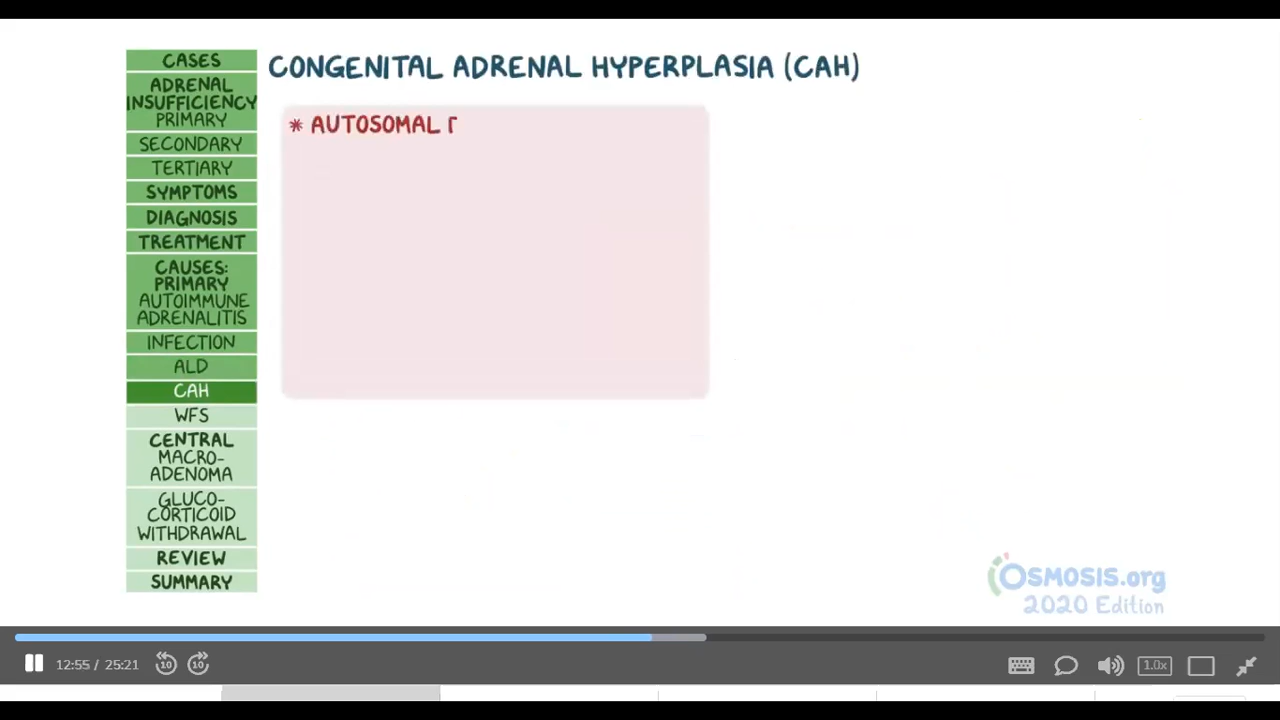 CONGENITAL ADRENAL HYPERPLASIA (CAH)
* AUTOSOMAL
CASES
ADRENAL
INSUFFICIENCY
PRIMARY
SECONDARY
TERTIARY
SYMPTOMS
DIAGNOSIS
TREATMENT
CAUSES:
PRIMARY
AUTOIMMUNE
ADRENALITIS
INFECTION
ALD
CAH
WFS
CENTRAL
MACRO-
ADENOMA
GLUCO-
CORTICOID
WITHDRAWAL
REVIEW
SUMMARY
OSMOSIS.org
2020 Edition
12:55 / 25:21
10
10
1.0x